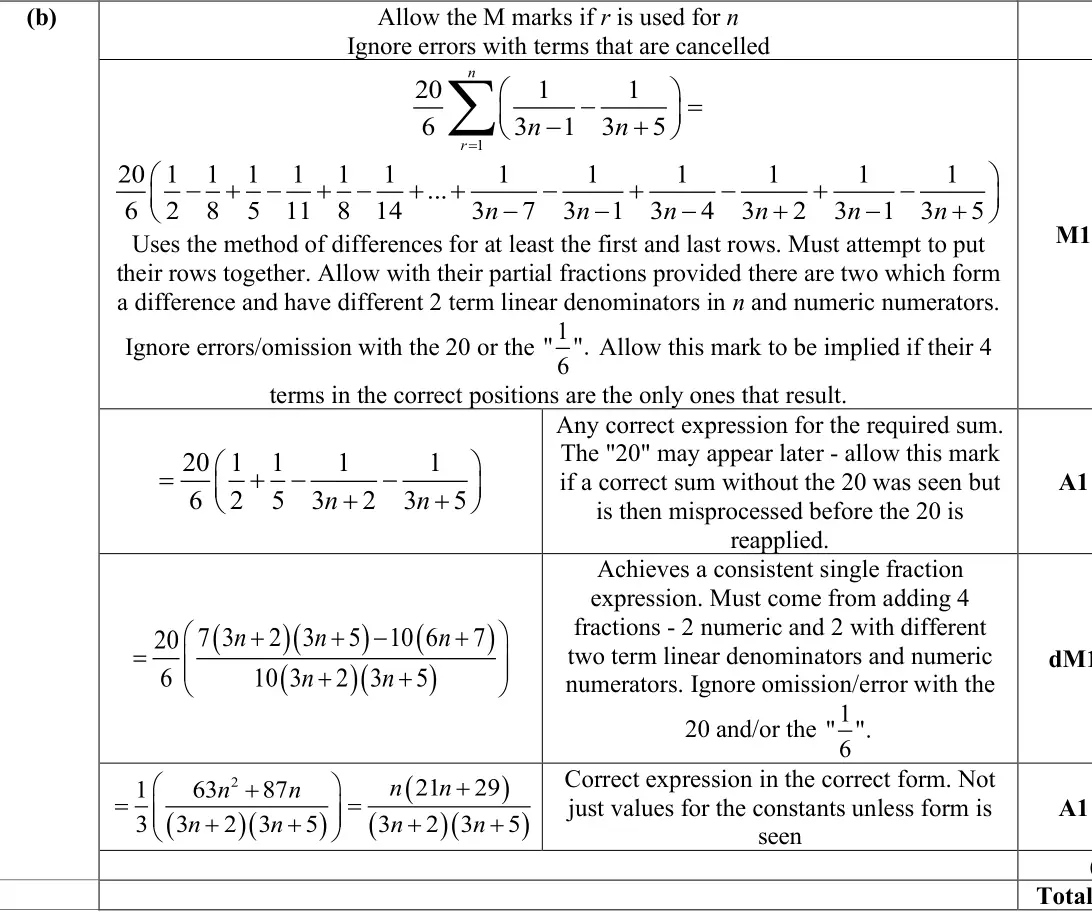 (b)
Allow the M marks if r is used for n
Ignore errors with terms that are cancelled
20/6 ∑_{r=1}^{n} (1/(3n−1) − 1/(3n+5)) =
20/6 (1/2 − 1/8 + 1/5 − 1/11 + 1/8 − 1/14 + ... + 1/(3n−7) − 1/(3n−1) + 1/(3n−4) − 1/(3n+2) + 1/(3n−1) − 1/(3n+5))
Uses the method of differences for at least the first and last rows. Must attempt to put
their rows together. Allow with their partial fractions provided there are two which form
a difference and have different 2 term linear denominators in n and numeric numerators.
Ignore errors/omission with the 20 or the "1/6". Allow this mark to be implied if their 4
terms in the correct positions are the only ones that result.
M1
= 20/6 (1/2 + 1/5 − 1/(3n+2) − 1/(3n+5))
Any correct expression for the required sum.
The "20" may appear later - allow this mark
if a correct sum without the 20 was seen but
is then misprocessed before the 20 is
reapplied.
A1
= 20/6 ((7(3n+2)(3n+5)−10(6n+7))/(10(3n+2)(3n+5)))
Achieves a consistent single fraction
expression. Must come from adding 4
fractions - 2 numeric and 2 with different
two term linear denominators and numeric
numerators. Ignore omission/error with the
20 and/or the "1/6".
dM1
= 1/3 ((63n²+87n)/((3n+2)(3n+5))) = n(21n+29)/((3n+2)(3n+5))
Correct expression in the correct form. Not
just values for the constants unless form is
seen
A1
Total